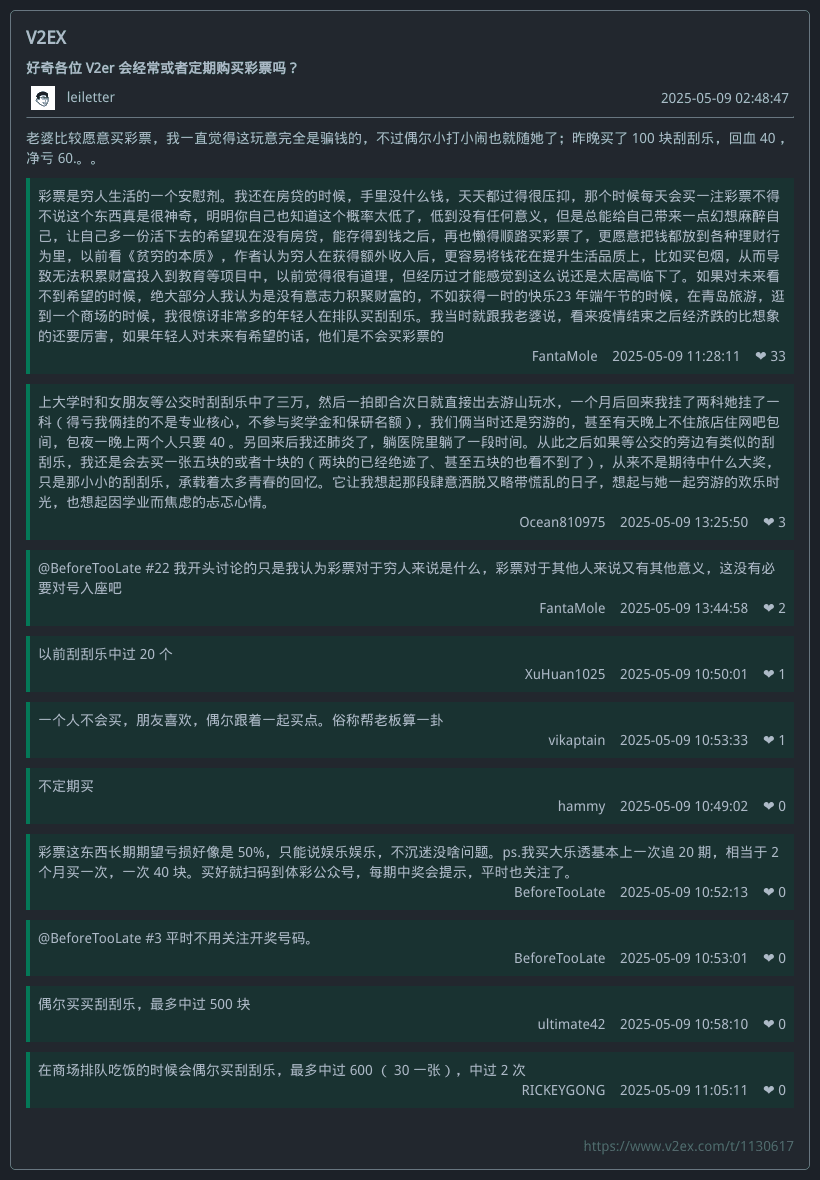 V2EX
好奇各位 V2er 会经常或者定期购买彩票吗？
leiletter
2025-05-09 02:48:47
老婆比较愿意买彩票，我一直觉得这玩意完全是骗钱的，不过偶尔小打小闹也就随她了；昨晚买了 100 块刮刮乐，回血 40 ，
净亏 60.。。
彩票是穷人生活的一个安慰剂。我还在房贷的时候，手里没什么钱，天天都过得很压抑，那个时候每天会买一注彩票不得
不说这个东西真是很神奇，明明你自己也知道这个概率太低了，低到没有任何意义，但是总能给自己带来一点幻想麻醉自
己，让自己多一份活下去的希望现在没有房贷，能存得到钱之后，再也懒得顺路买彩票了，更愿意把钱都放到各种理财行
为里，以前看《贫穷的本质》，作者认为穷人在获得额外收入后，更容易将钱花在提升生活品质上，比如买包烟，从而导
致无法积累财富投入到教育等项目中，以前觉得很有道理，但经历过才能感觉到这么说还是太居高临下了。如果对未来看
不到希望的时候，绝大部分人我认为是没有意志力积聚财富的，不如获得一时的快乐23 年端午节的时候，在青岛旅游，逛
到一个商场的时候，我很惊讶非常多的年轻人在排队买刮刮乐。我当时就跟我老婆说，看来疫情结束之后经济跌的比想象
的还要厉害，如果年轻人对未来有希望的话，他们是不会买彩票的
FantaMole 2025-05-09 11:28:11 ❤ 33
上大学时和女朋友等公交时刮刮乐中了三万，然后一拍即合次日就直接出去游山玩水，一个月后回来我挂了两科她挂了一
科（得亏我俩挂的不是专业核心，不参与奖学金和保研名额），我们俩当时还是穷游的，甚至有天晚上不住旅店住网吧包
间，包夜一晚上两个人只要 40 。另回来后我还肺炎了，躺医院里躺了一段时间。从此之后如果等公交的旁边有类似的刮
刮乐，我还是会去买一张五块的或者十块的（两块的已经绝迹了、甚至五块的也看不到了），从来不是期待中什么大奖，
只是那小小的刮刮乐，承载着太多青春的回忆。它让我想起那段肆意洒脱又略带慌乱的日子，想起与她一起穷游的欢乐时
光，也想起因学业而焦虑的忐忑心情。
Ocean810975 2025-05-09 13:25:50 ❤ 3
@BeforeTooLate #22 我开头讨论的只是我认为彩票对于穷人来说是什么，彩票对于其他人来说又有其他意义，这没有必
要对号入座吧
FantaMole 2025-05-09 13:44:58 ❤ 2
以前刮刮乐中过 20 个
XuHuan1025 2025-05-09 10:50:01 ❤ 1
一个人不会买，朋友喜欢，偶尔跟着一起买点。俗称帮老板算一卦
vikaptain 2025-05-09 10:53:33 ❤ 1
不定期买
hammy 2025-05-09 10:49:02 ❤ 0
彩票这东西长期期望亏损好像是 50%，只能说娱乐娱乐，不沉迷没啥问题。ps.我买大乐透基本上一次追 20 期，相当于 2
个月买一次，一次 40 块。买好就扫码到体彩公众号，每期中奖会提示，平时也关注了。
BeforeTooLate 2025-05-09 10:52:13 ❤ 0
@BeforeTooLate #3 平时不用关注开奖号码。
BeforeTooLate 2025-05-09 10:53:01 ❤ 0
偶尔买买刮刮乐，最多中过 500 块
ultimate42 2025-05-09 10:58:10 ❤ 0
在商场排队吃饭的时候会偶尔买刮刮乐，最多中过 600 （ 30 一张），中过 2 次
RICKEYGONG 2025-05-09 11:05:11 ❤ 0
https://www.v2ex.com/t/1130617